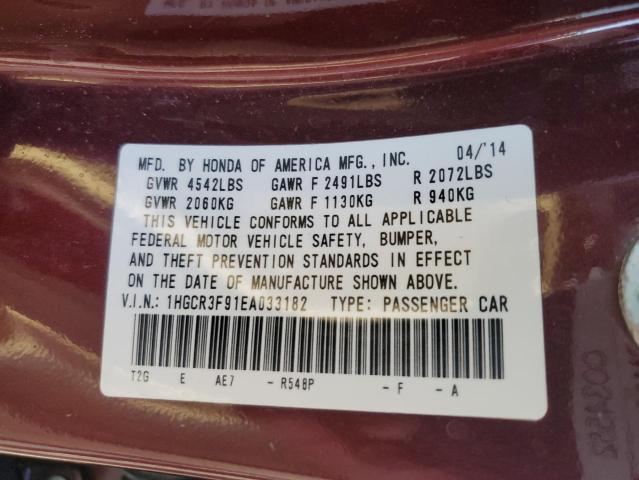 MFD. BY HONDA OF AMERICA MFG., INC. 04/'14
GVWR 4542LBS GAWR F 2491LBS R 2072LBS
GVWR 2060KG GAWR F 1130KG R 940KG
THIS VEHICLE CONFORMS TO ALL APPLICABLE
FEDERAL MOTOR VEHICLE SAFETY, BUMPER,
AND THEFT PREVENTION STANDARDS IN EFFECT
ON THE DATE OF MANUFACTURE SHOWN ABOVE.
V.I.N.: 1HGCR3F91EA033182 TYPE: PASSENGER CAR
T2G E AE7 - R548P - F - A